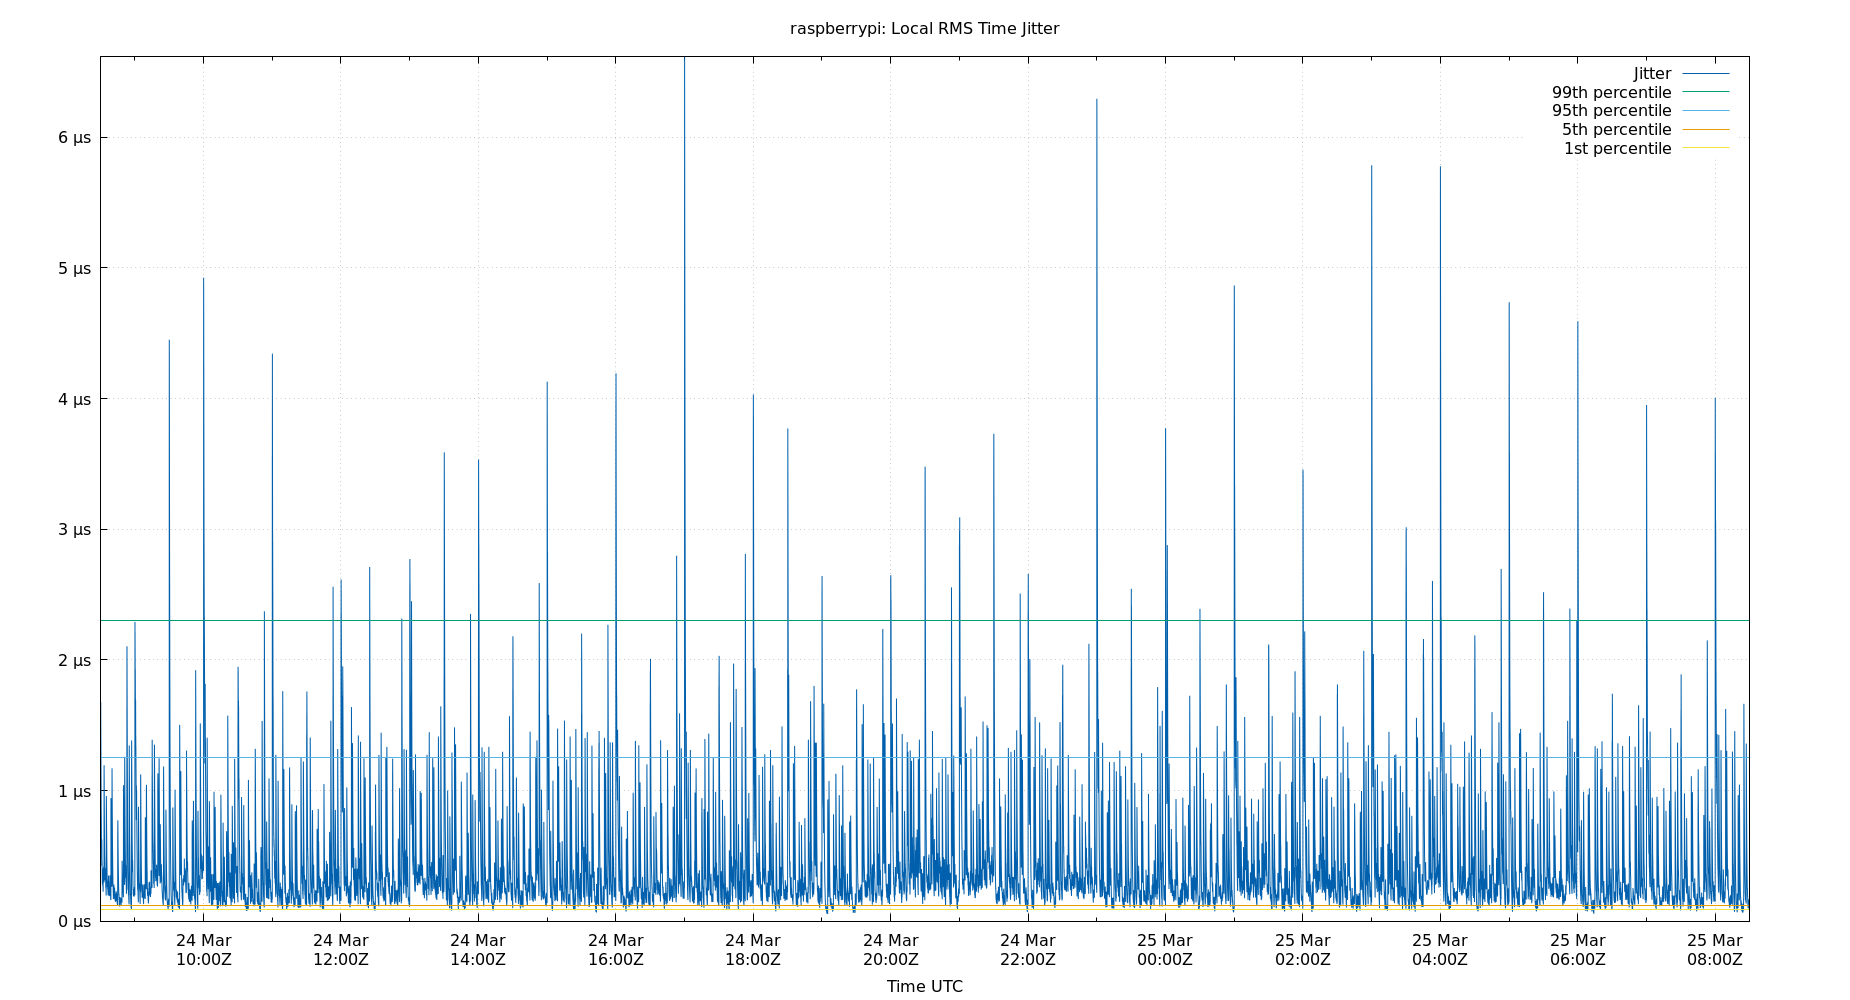 raspberrypi: Local RMS Time Jitter
Jitter
99th percentile
95th percentile
5th percentile
1st percentile
6 µs
5 µs
4 µs
3 µs
2 µs
1 µs
0 µs
24 Mar 24 Mar 24 Mar 24 Mar 24 Mar 24 Mar 24 Mar 25 Mar 25 Mar 25 Mar 25 Mar 25 Mar
10:00Z 12:00Z 14:00Z 16:00Z 18:00Z 20:00Z 22:00Z 00:00Z 02:00Z 04:00Z 06:00Z 08:00Z
Time UTC